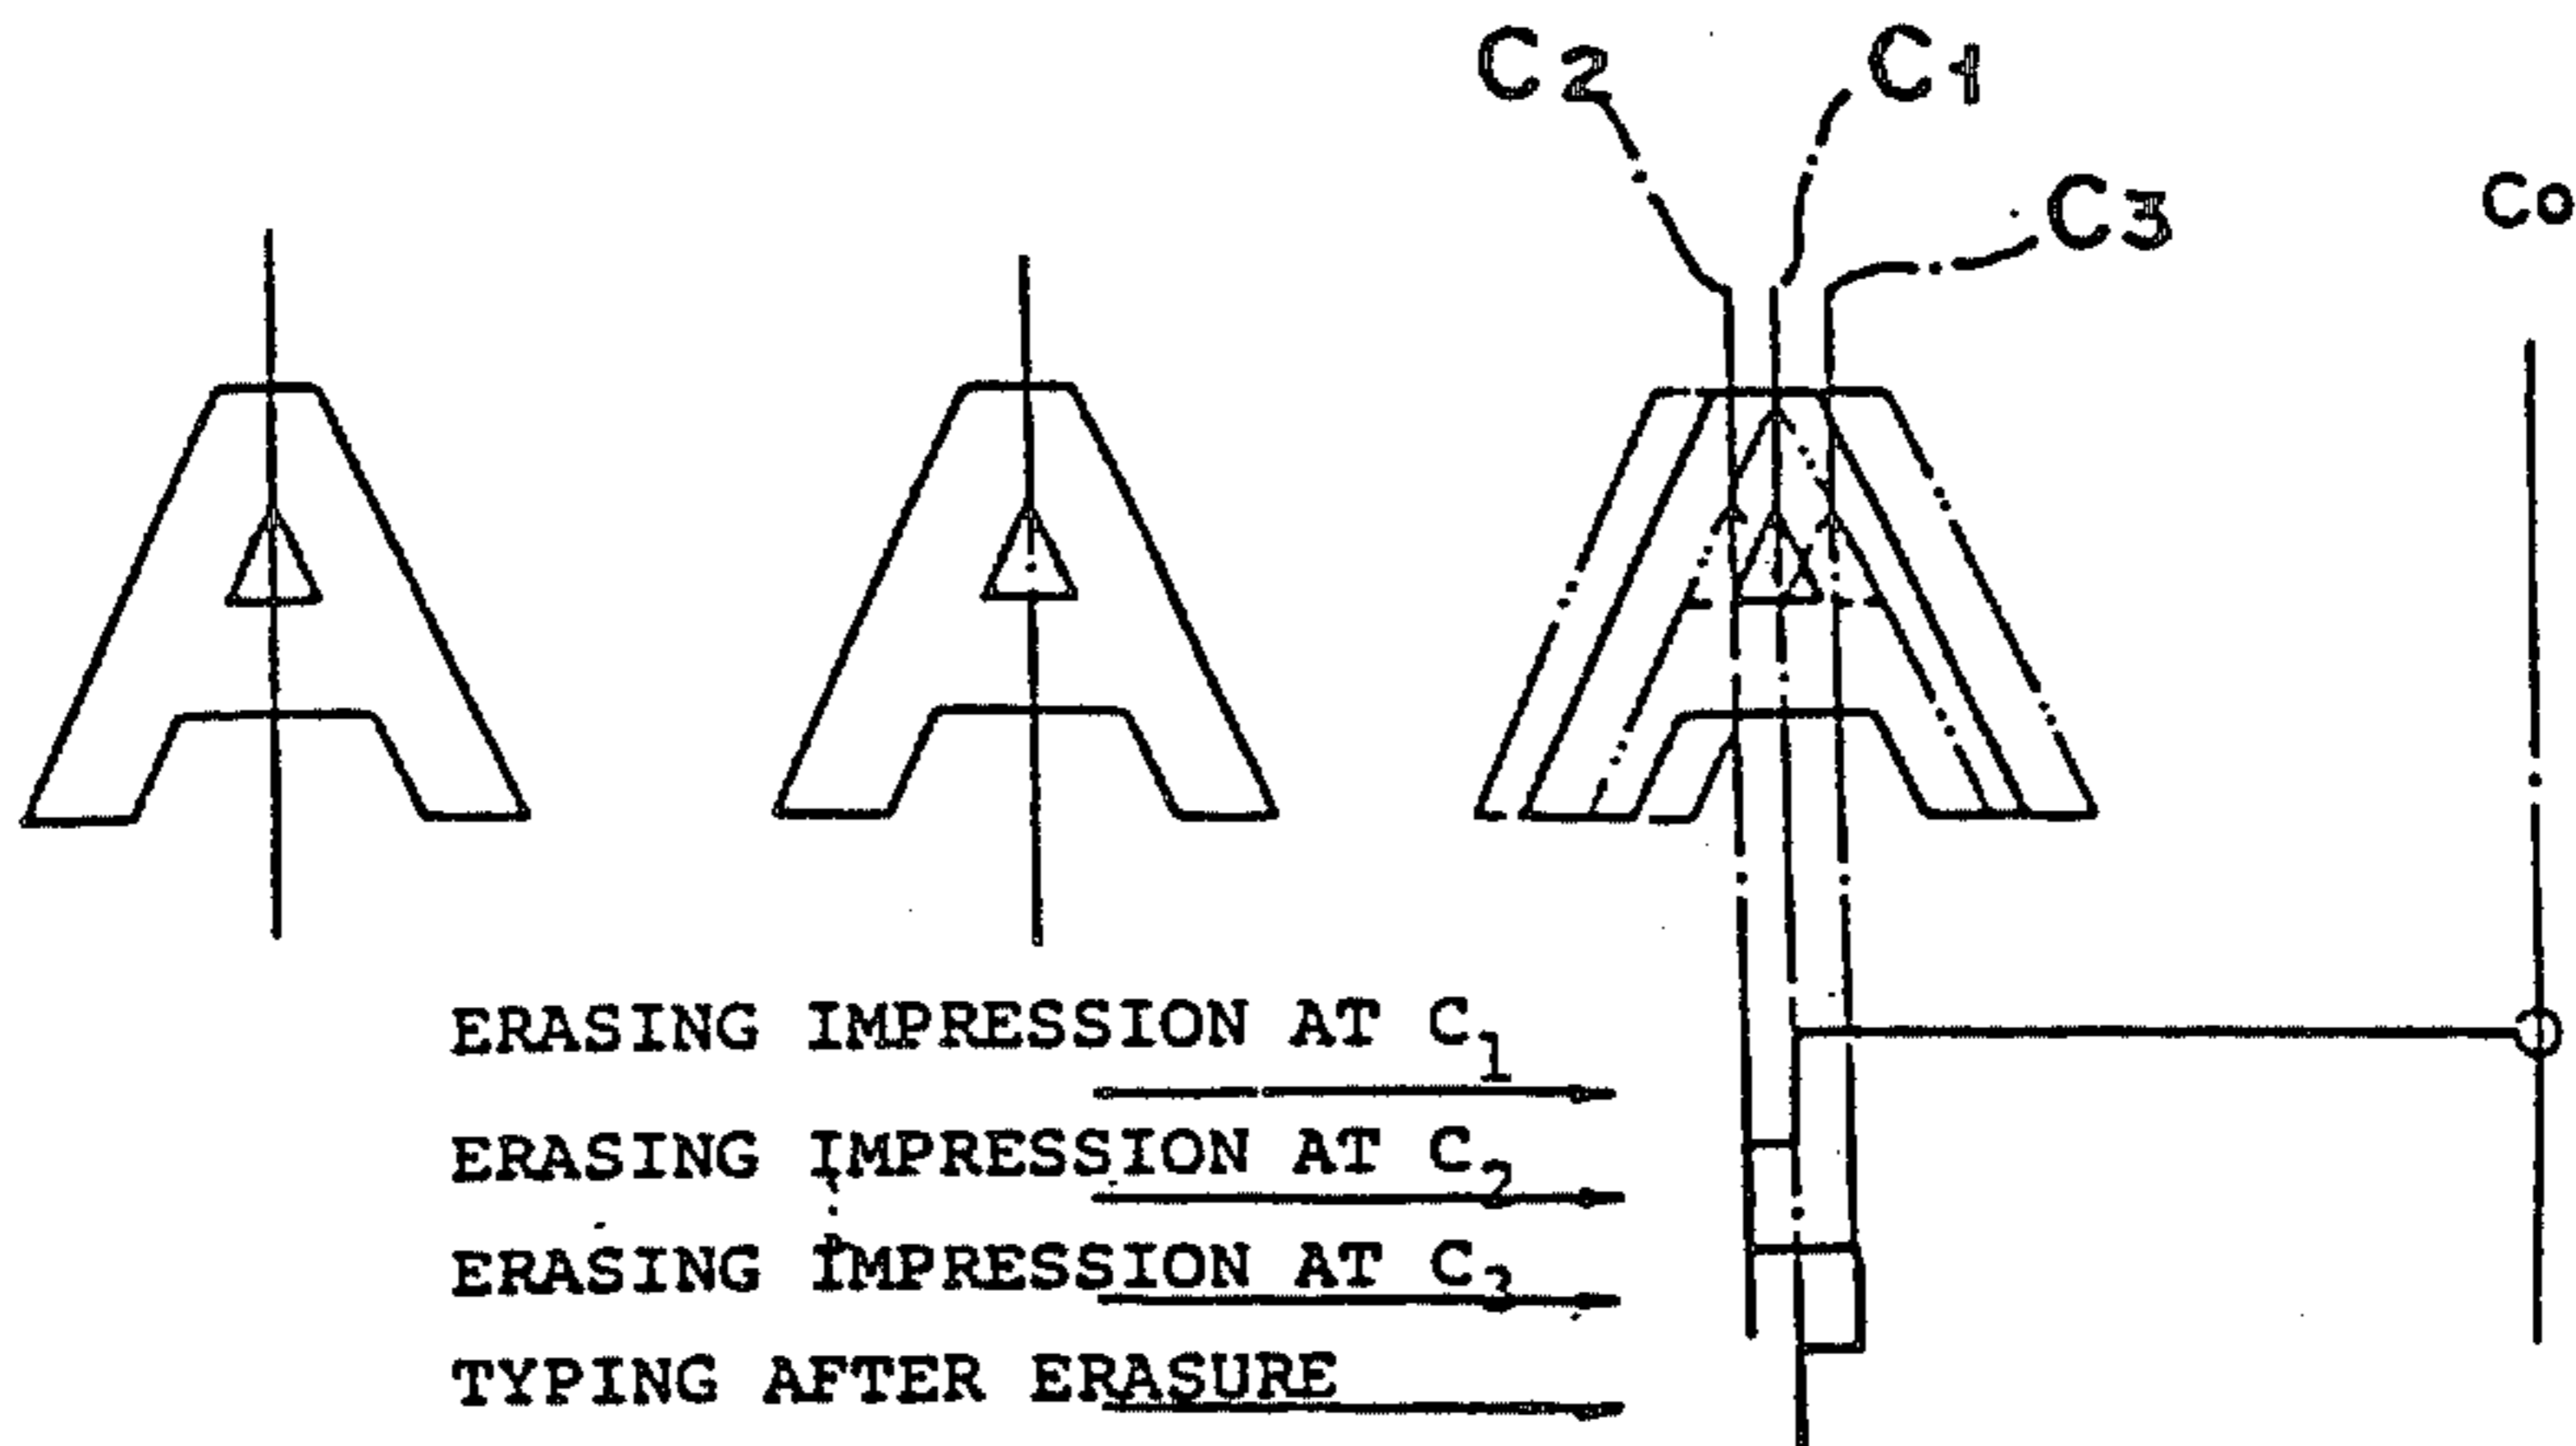 C2 C1
C3 Co
A A A
ERASING IMPRESSION AT C₁
ERASING IMPRESSION AT C₂
ERASING IMPRESSION AT C₃
TYPING AFTER ERASURE